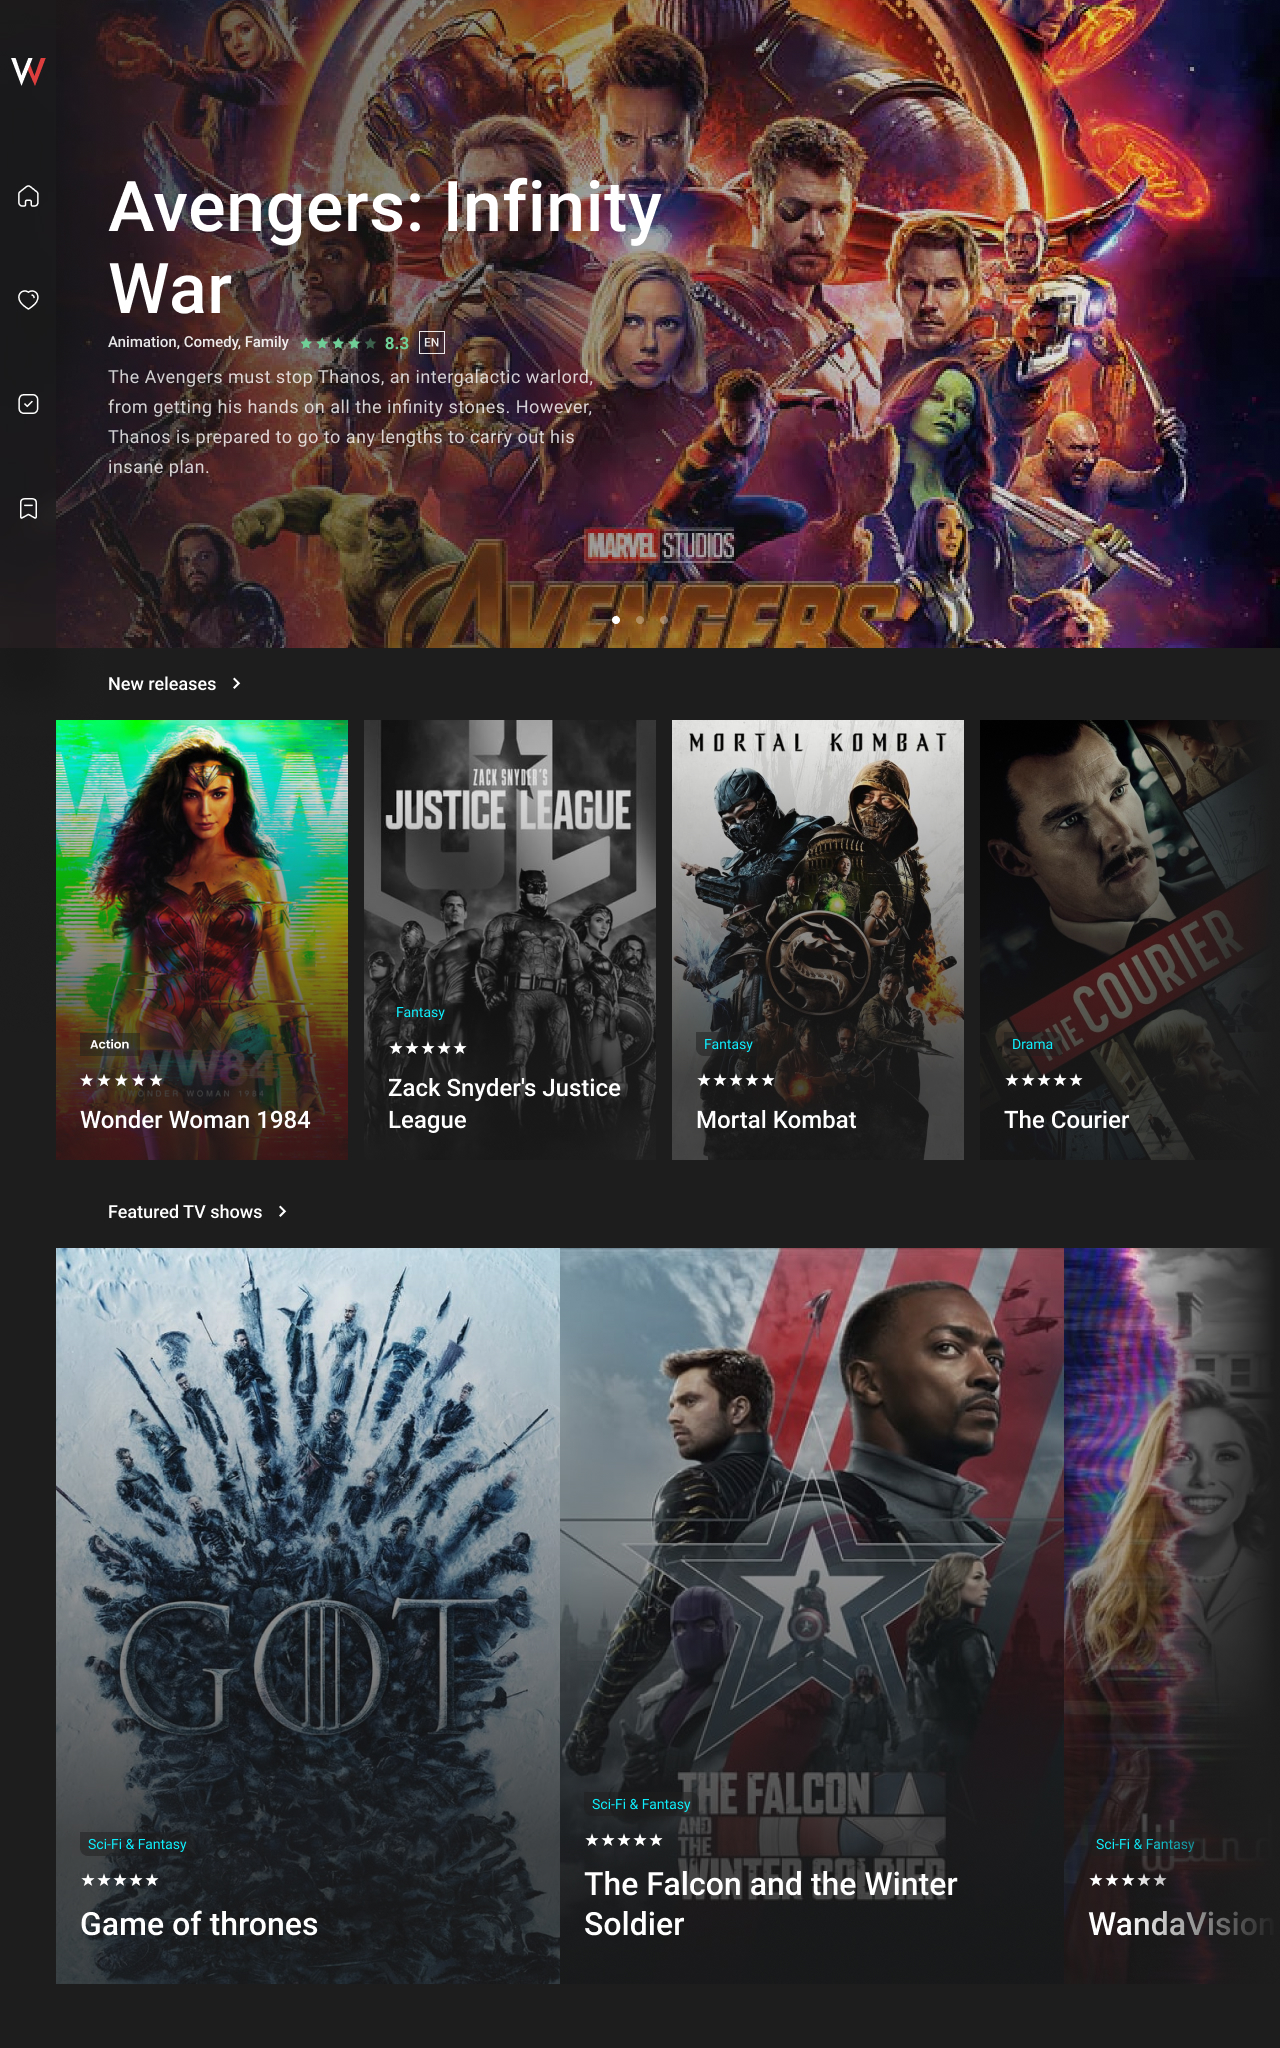 W
Avengers: Infinity
War
Animation, Comedy, Family 8.3 EN
The Avengers must stop Thanos, an intergalactic warlord,
from getting his hands on all the infinity stones. However,
Thanos is prepared to go to any lengths to carry out his
insane plan.
MARVEL STUDIOS
AVENGERS
New releases
WW
WW84
WONDER WOMAN 1984
Action
Wonder Woman 1984
ZACK SNYDER'S
JUSTICE LEAGUE
Fantasy
Zack Snyder's Justice
League
MORTAL KOMBAT
Fantasy
Mortal Kombat
THE COURIER
Drama
The Courier
Featured TV shows
GOT
Sci-Fi & Fantasy
Game of thrones
THE FALCON
AND
THE
WINTER SOLDIER
Sci-Fi & Fantasy
The Falcon and the Winter
Soldier
Sci-Fi & Fantasy
WandaVision